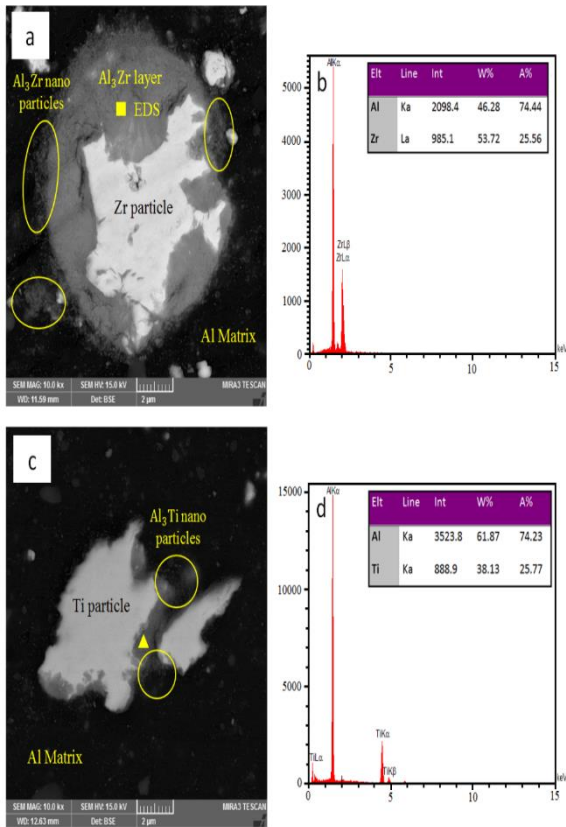 a
Al₃Zr nano
particles
Al₃Zr layer
EDS
Zr particle
Al Matrix
SEM MAG: 10.0 kx
SEM HV: 15.0 kV
MIRA3 TESCAN
WD: 11.59 mm
Det: BSE
2 µm
b
AlKα
ZrLβ
ZrLα
Elt Line Int W% A%
Al Ka 2098.4 46.28 74.44
Zr La 985.1 53.72 25.56
5000
4000
3000
2000
1000
0
0 5 10 15
keV
c
Al₃Ti nano
particles
Ti particle
Al Matrix
SEM MAG: 10.0 kx
SEM HV: 15.0 kV
MIRA3 TESCAN
WD: 12.63 mm
Det: BSE
2 µm
d
AlKα
TiLα
TiKα
TiKβ
Elt Line Int W% A%
Al Ka 3523.8 61.87 74.23
Ti Ka 888.9 38.13 25.77
15000
10000
5000
0
0 5 10 15
keV